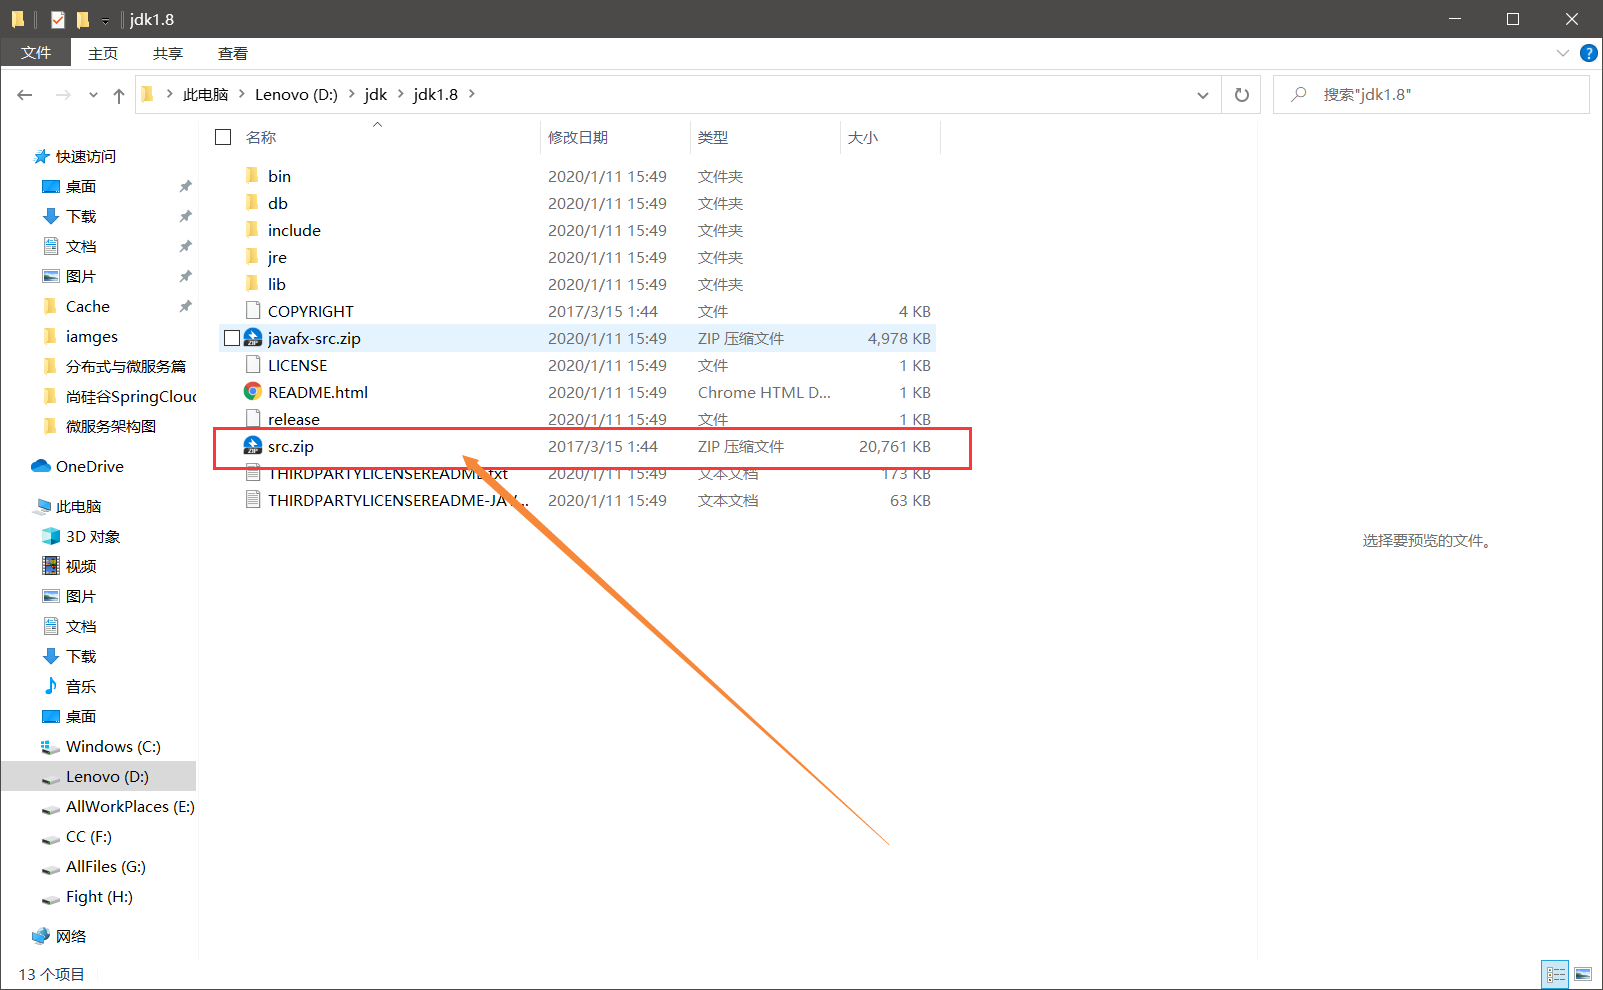 jdk1.8
文件 主页 共享 查看
此电脑 Lenovo (D:) jdk jdk1.8 搜索"jdk1.8"
名称 修改日期 类型 大小
快速访问
桌面
下载
文档
图片
Cache
iamges
分布式与微服务篇
尚硅谷SpringCloud
微服务架构图
OneDrive
此电脑
3D 对象
视频
图片
文档
下载
音乐
桌面
Windows (C:)
Lenovo (D:)
AllWorkPlaces (E:)
CC (F:)
AllFiles (G:)
Fight (H:)
网络
bin 2020/1/11 15:49 文件夹
db 2020/1/11 15:49 文件夹
include 2020/1/11 15:49 文件夹
jre 2020/1/11 15:49 文件夹
lib 2020/1/11 15:49 文件夹
COPYRIGHT 2017/3/15 1:44 文件 4 KB
javafx-src.zip 2020/1/11 15:49 ZIP 压缩文件 4,978 KB
LICENSE 2020/1/11 15:49 文件 1 KB
README.html 2020/1/11 15:49 Chrome HTML D... 1 KB
release 2020/1/11 15:49 文件 1 KB
src.zip 2017/3/15 1:44 ZIP 压缩文件 20,761 KB
THIRDPARTYLICENSEREADME.txt 2020/1/11 15:49 文本文档 173 KB
THIRDPARTYLICENSEREADME-JAV... 2020/1/11 15:49 文本文档 63 KB
选择要预览的文件。
13 个项目